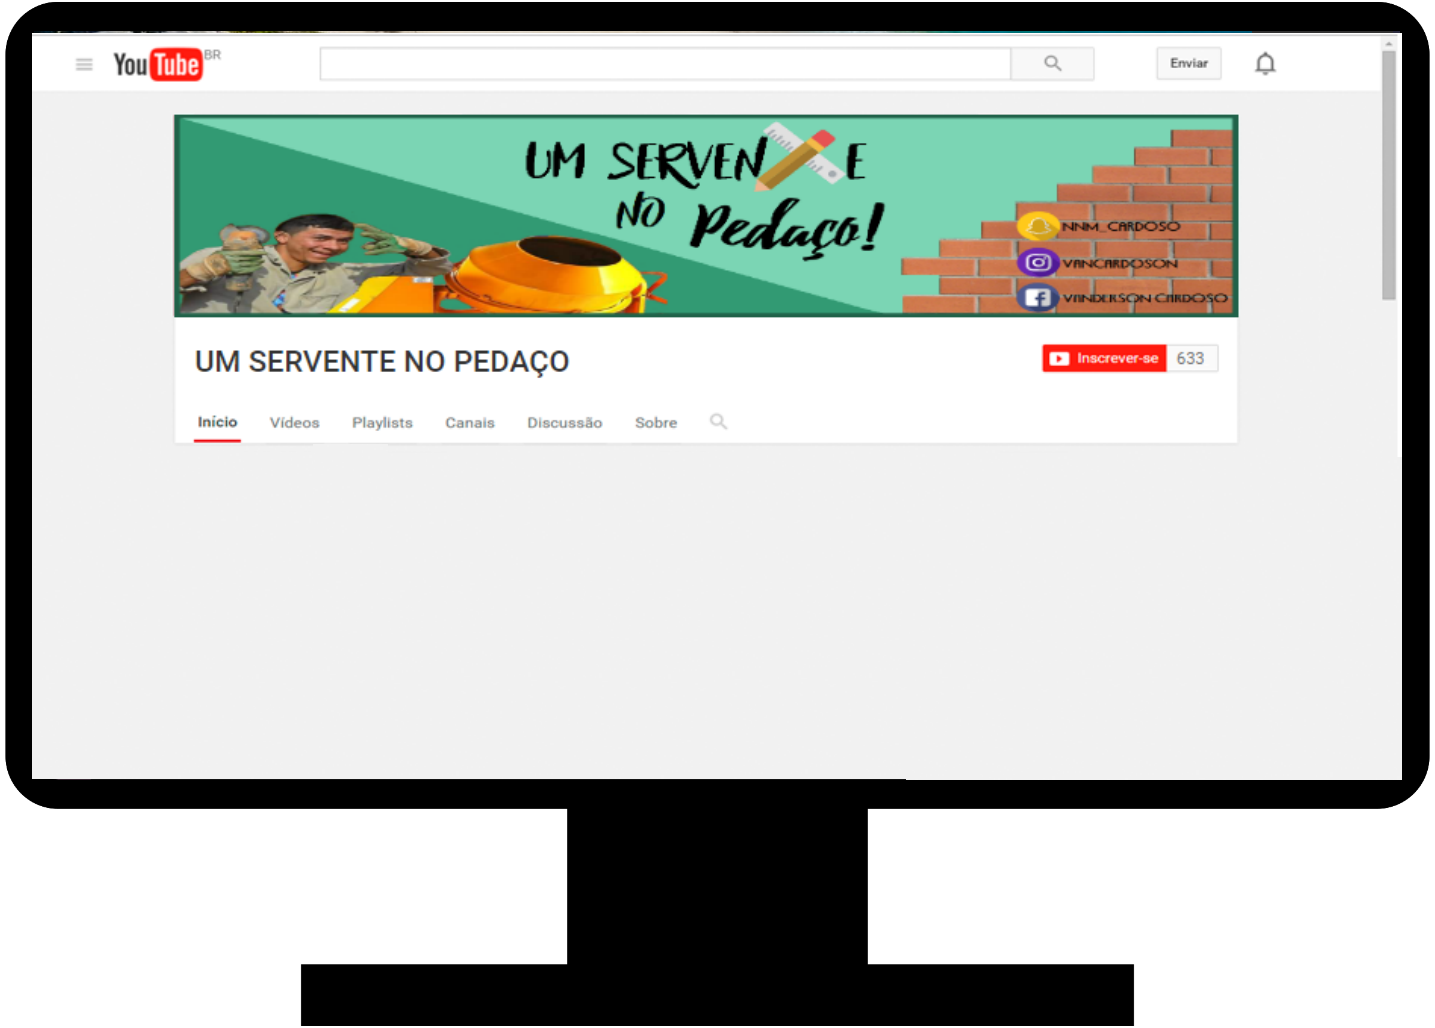 YouTube BR
Enviar
UM SERVENTE
NO Pedaço!
NNM_CARDOSO
VANCARDOSON
VANDERSON CARDOSO
UM SERVENTE NO PEDAÇO
Inscrever-se 633
Início Vídeos Playlists Canais Discussão Sobre